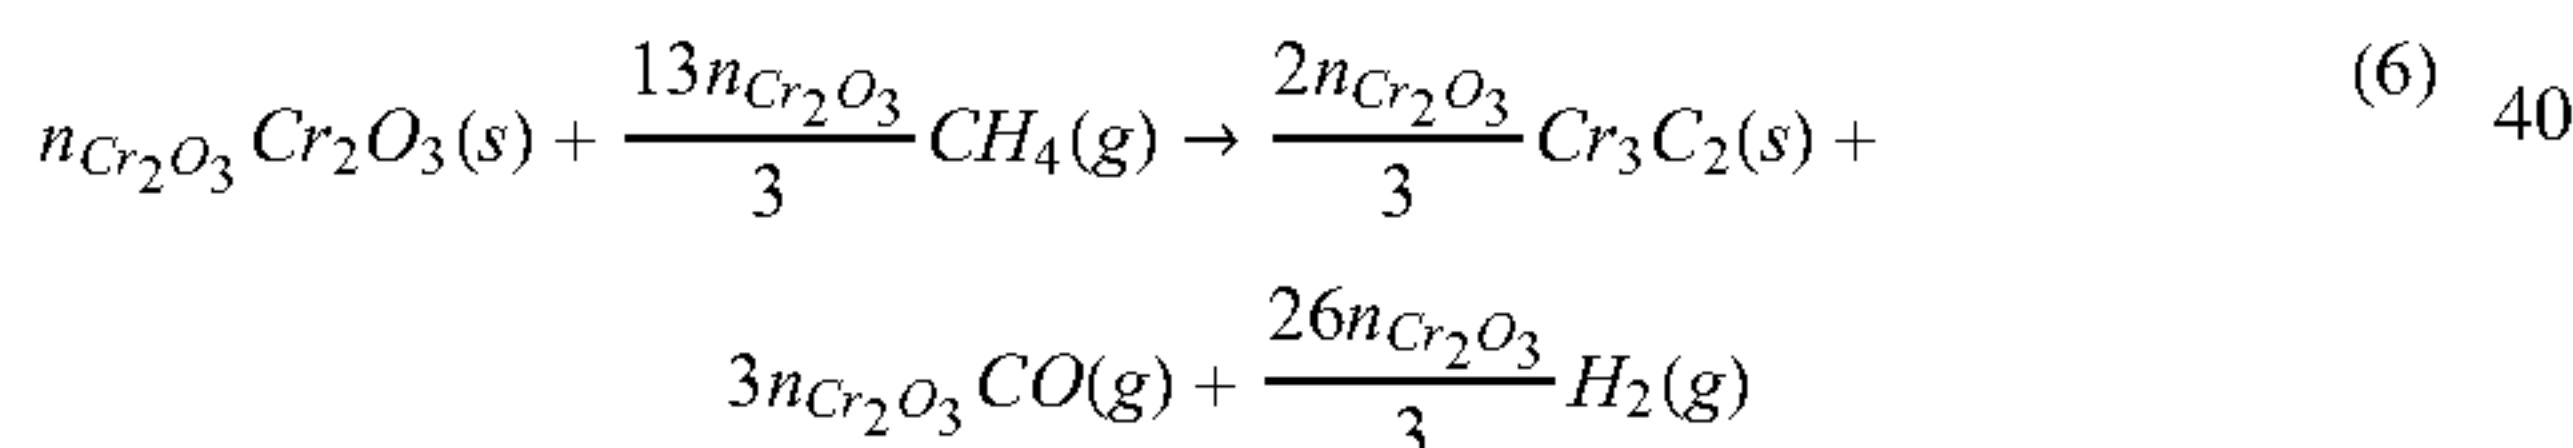 n_{Cr_2O_3} Cr_2O_3(s) + \frac{13n_{Cr_2O_3}}{3} CH_4(g) → \frac{2n_{Cr_2O_3}}{3} Cr_3C_2(s) + (6) 40
3n_{Cr_2O_3} CO(g) + \frac{26n_{Cr_2O_3}}{3} H_2(g)